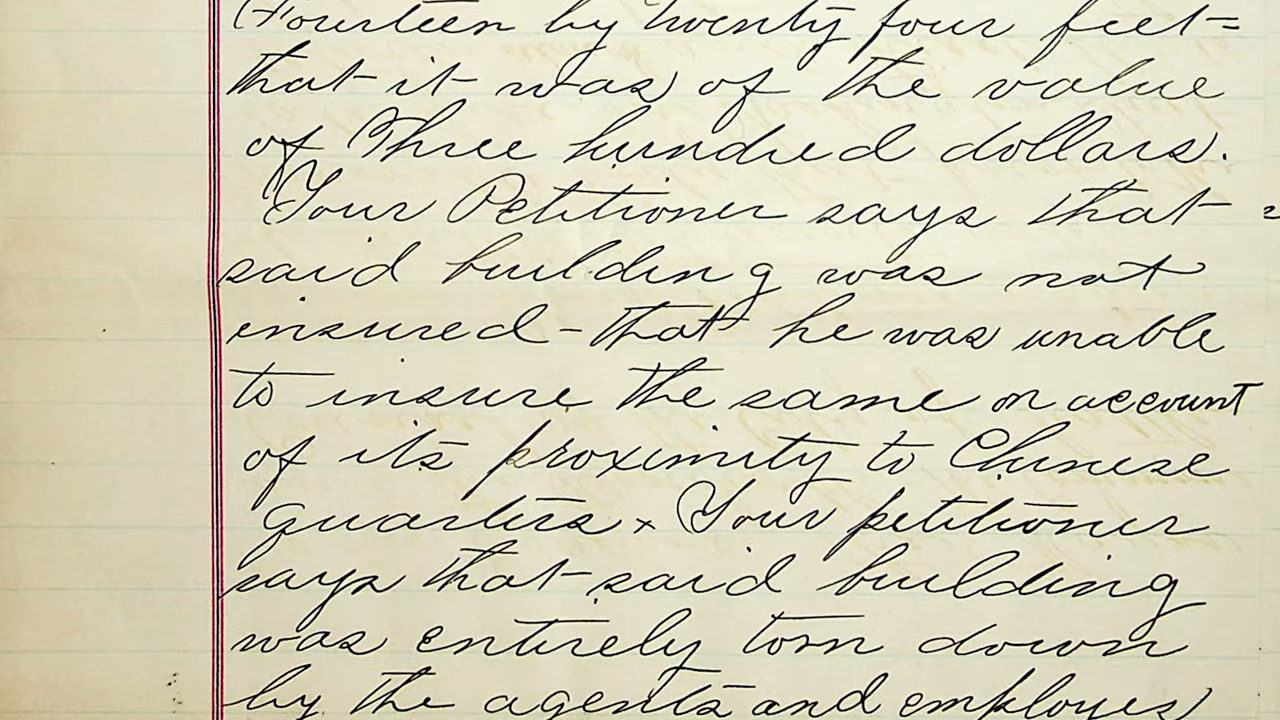 Fourteen by Twenty four feet=
that it was of the value
of Three hundred dollars.
Your Petitioner says that =
said building was not
insured - that he was unable
to insure the same on account
of its proximity to Chinese
quarters x Your petitioner
says that said building
was entirely torn down
by the agents and employes